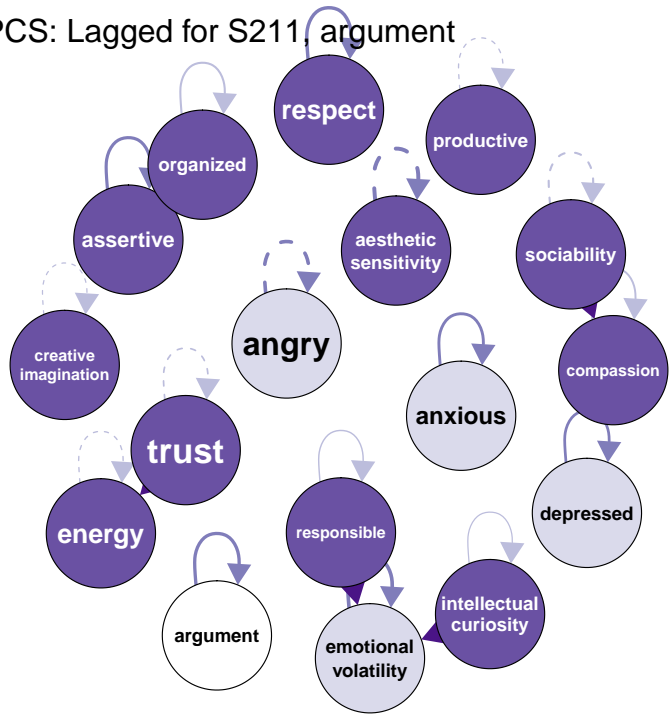 PCS: Lagged for S211, argument
respect
productive
organized
assertive
aesthetic
sensitivity
sociability
angry
creative
imagination
compassion
anxious
trust
energy
responsible
depressed
argument
intellectual
curiosity
emotional
volatility